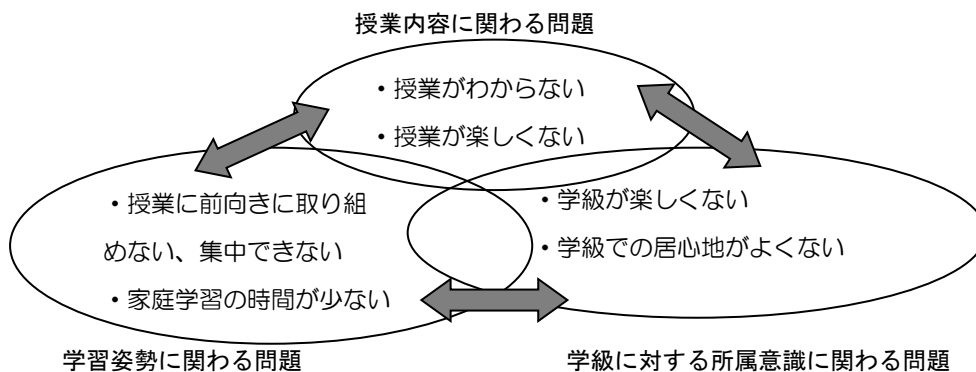 授業内容に関わる問題
・授業がわからない
・授業が楽しくない
・授業に前向きに取り組
めない、集中できない
・家庭学習の時間が少ない
・学級が楽しくない
・学級での居心地がよくない
学習姿勢に関わる問題
学級に対する所属意識に関わる問題